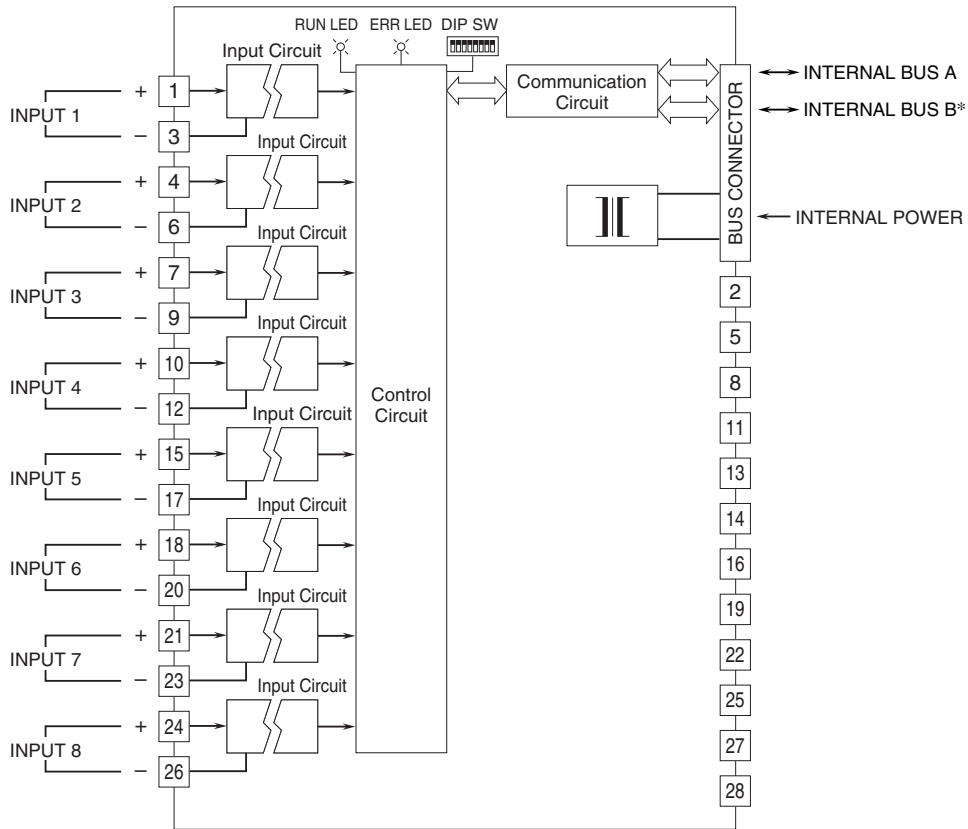 RUN LED ERR LED DIP SW
Input Circuit
INPUT 1
+ 1
− 3
Input Circuit
INPUT 2
+ 4
− 6
Input Circuit
INPUT 3
+ 7
− 9
Input Circuit
INPUT 4
+ 10
− 12
Input Circuit
INPUT 5
+ 15
− 17
Input Circuit
INPUT 6
+ 18
− 20
Input Circuit
INPUT 7
+ 21
− 23
Input Circuit
INPUT 8
+ 24
− 26
Control
Circuit
Communication
Circuit
BUS CONNECTOR
INTERNAL BUS A
INTERNAL BUS B*
INTERNAL POWER
2
5
8
11
13
14
16
19
22
25
27
28